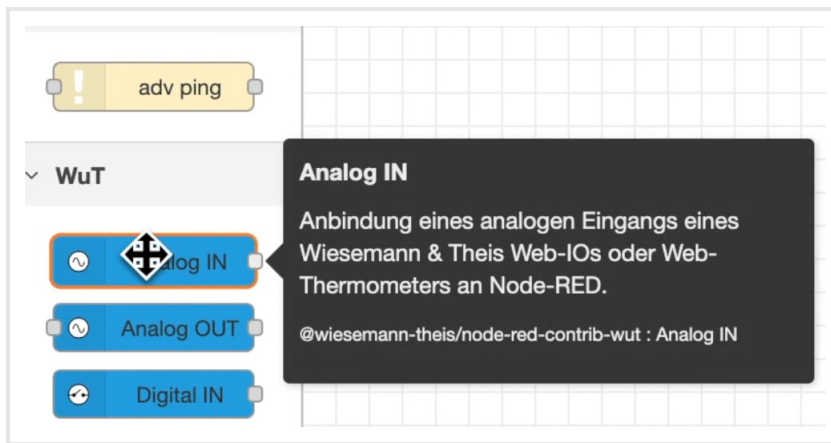 adv ping
WuT
Analog IN
Anbindung eines analogen Eingangs eines
Wiesemann & Theis Web-IOs oder Web-
Thermometers an Node-RED.
@wiesemann-theis/node-red-contrib-wut : Analog IN
alog IN
Analog OUT
Digital IN